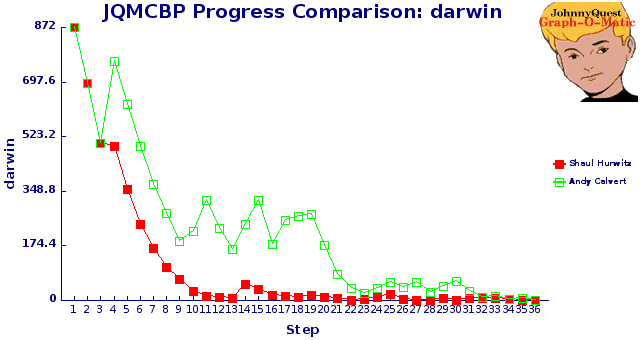 JQMCBP Progress Comparison: darwin
JohnnyQuest
Graph-O-Matic
872
697.6
523.2
348.8
174.4
0
darwin
1 2 3 4 5 6 7 8 9 10 11 12 13 14 15 16 17 18 19 20 21 22 23 24 25 26 27 28 29 30 31 32 33 34 35 36
Step
Shaul Hurwitz
Andy Calvert